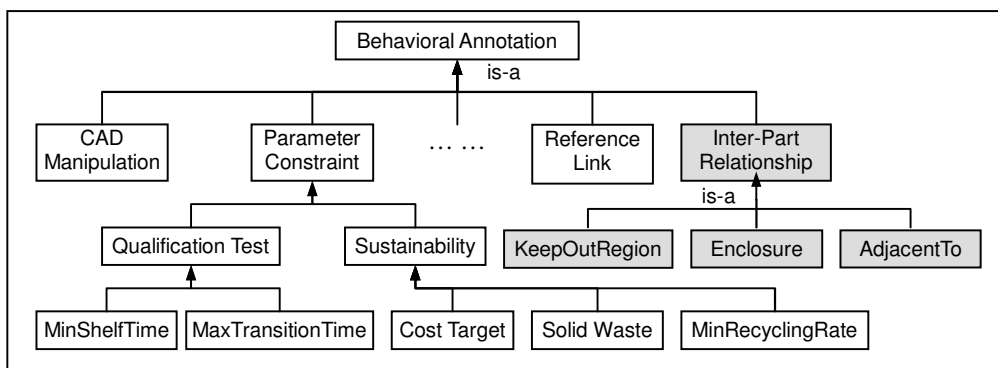 Behavioral Annotation
is-a
CAD
Manipulation
Parameter
Constraint
... ...
Reference
Link
Inter-Part
Relationship
is-a
Qualification Test
Sustainability
KeepOutRegion
Enclosure
AdjacentTo
MinShelfTime
MaxTransitionTime
Cost Target
Solid Waste
MinRecyclingRate